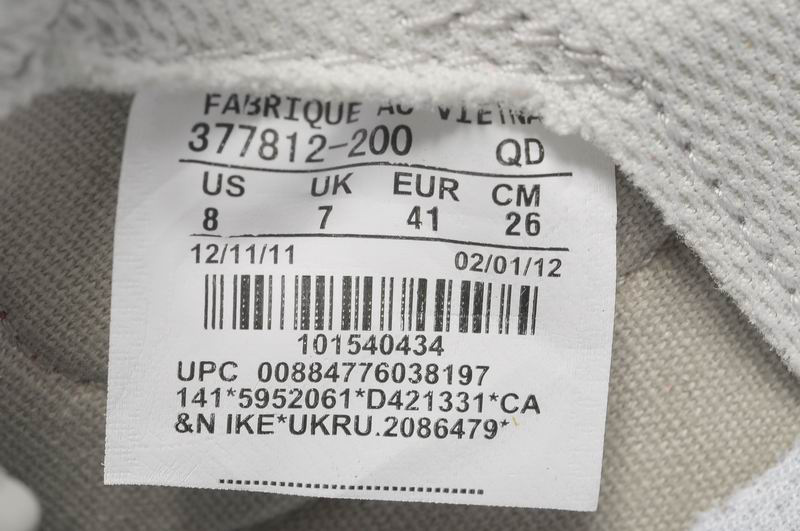 FABRIQUE AU VIETNA
377812-200 QD
US UK EUR CM
8 7 41 26
12/11/11 02/01/12
101540434
UPC 00884776038197
141*5952061*D421331*CA
&N IKE*UKRU.2086479*